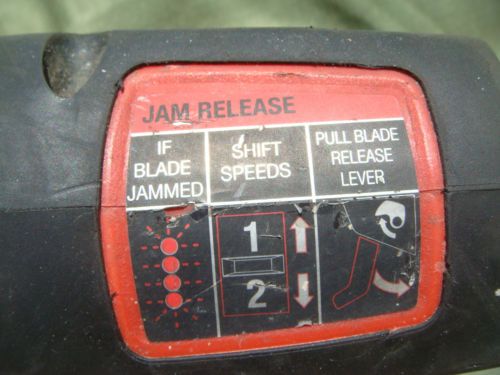 JAM RELEASE
IF
BLADE
JAMMED
SHIFT
SPEEDS
PULL BLADE
RELEASE
LEVER
1
2